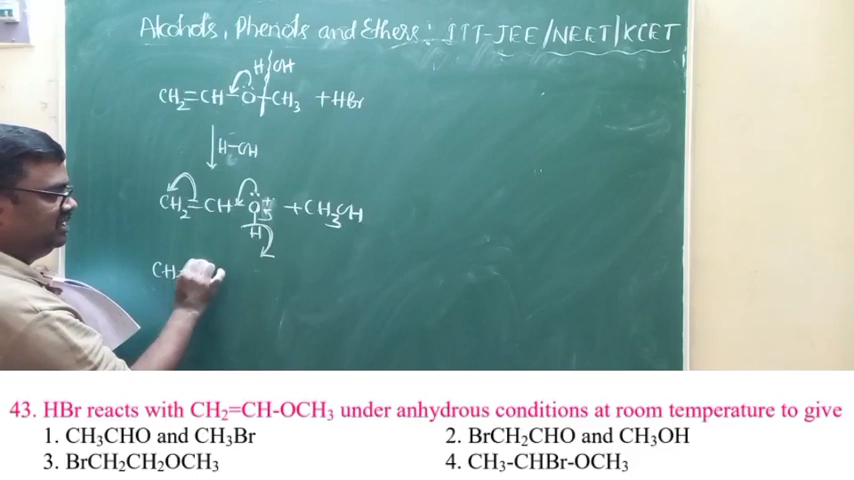 Alcohols, Phenols and Ethers: IIT-JEE/NEET/KCET
H OH
CH2=CH-O-CH3 +HBr
H-OH
CH2=CH O + CH3OH
H
CH
43. HBr reacts with CH₂=CH-OCH₃ under anhydrous conditions at room temperature to give
1. CH₃CHO and CH₃Br 2. BrCH₂CHO and CH₃OH
3. BrCH₂CH₂OCH₃ 4. CH₃-CHBr-OCH₃